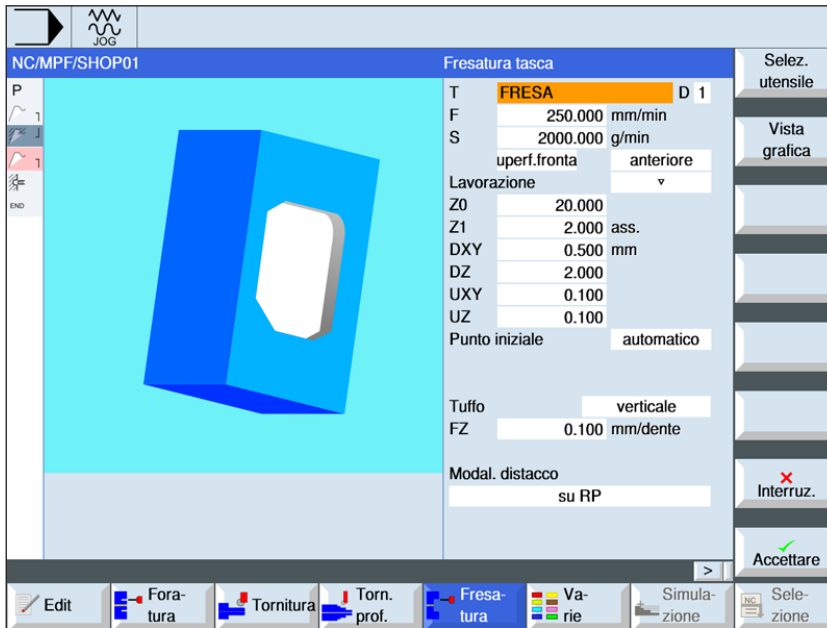 JOG
NC/MPF/SHOP01
Fresatura tasca
P
END
T FRESA D 1
F 250.000 mm/min
S 2000.000 g/min
uperf.fronta anteriore
Lavorazione ▿
Z0 20.000
Z1 2.000 ass.
DXY 0.500 mm
DZ 2.000
UXY 0.100
UZ 0.100
Punto iniziale automatico
Tuffo verticale
FZ 0.100 mm/dente
Modal. distacco
su RP
Selez.
utensile
Vista
grafica
Interruz.
Accettare
>
Edit
Fora-
tura
Tornitura
Torn.
prof.
Fresa-
tura
Va-
rie
Simula-
zione
NC
Sele-
zione